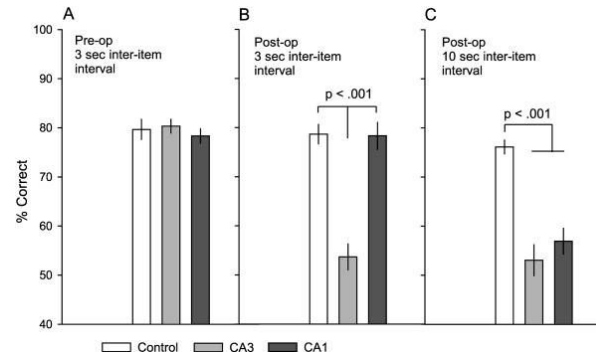 A
B
C
Pre-op
3 sec inter-item
interval
Post-op
3 sec inter-item
interval
Post-op
10 sec inter-item
interval
p < .001
p < .001
% Correct
100
90
80
70
60
50
40
Control
CA3
CA1